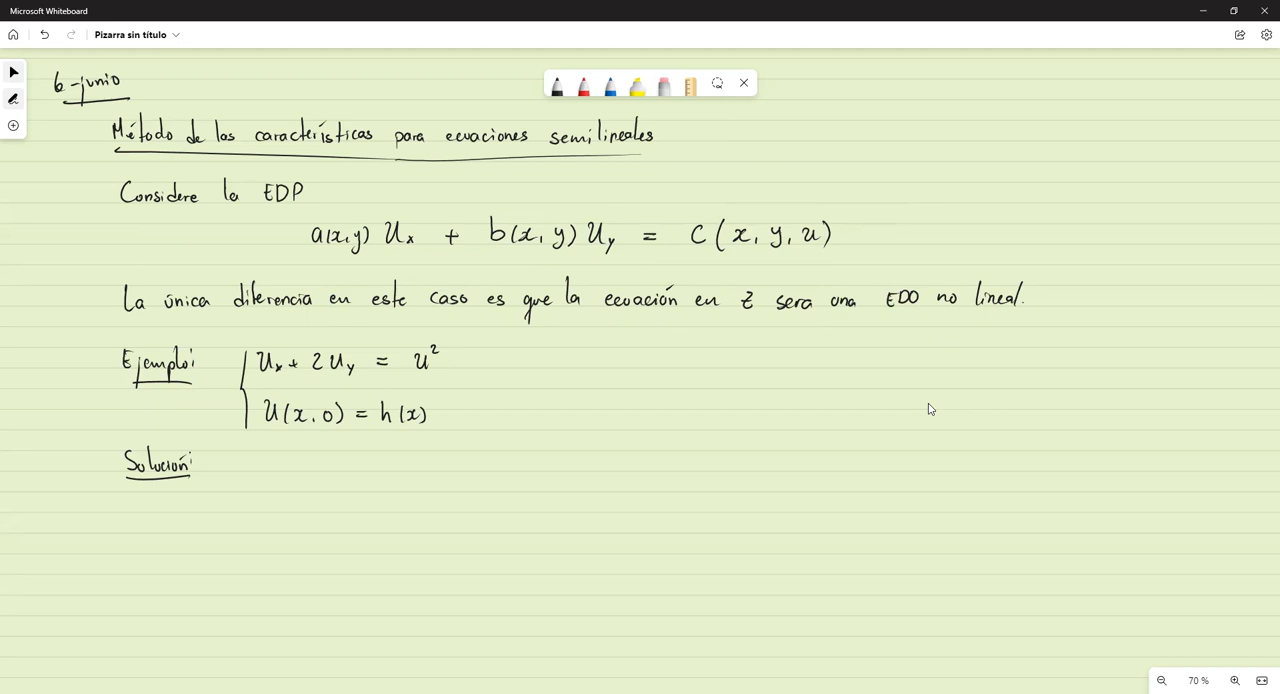 Microsoft Whiteboard
Pizarra sin título
6-junio
Método de las características para ecuaciones semilineales
Considere la EDP
a(x,y) Ux + b(x,y) Uy = C(x, y, u)
La única diferencia en este caso es que la ecuación en z sera una EDO no lineal.
Ejemplo: Ux + 2Uy = u²
U(x,0) = h(x)
Solución:
70 %